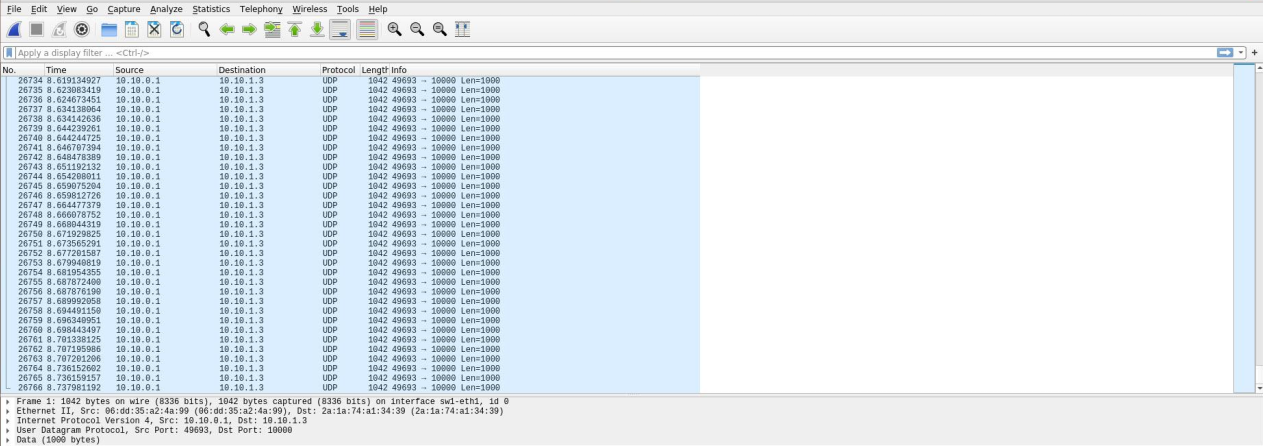 File Edit View Go Capture Analyze Statistics Telephony Wireless Tools Help
Apply a display filter ... <Ctrl-/>
No. Time Source Destination Protocol Length Info
26734 8.619134927 10.10.0.1 10.10.1.3 UDP 1042 49693 → 10000 Len=1000
26735 8.623083419 10.10.0.1 10.10.1.3 UDP 1042 49693 → 10000 Len=1000
26736 8.624673451 10.10.0.1 10.10.1.3 UDP 1042 49693 → 10000 Len=1000
26737 8.634138064 10.10.0.1 10.10.1.3 UDP 1042 49693 → 10000 Len=1000
26738 8.634142636 10.10.0.1 10.10.1.3 UDP 1042 49693 → 10000 Len=1000
26739 8.644239261 10.10.0.1 10.10.1.3 UDP 1042 49693 → 10000 Len=1000
26740 8.644244725 10.10.0.1 10.10.1.3 UDP 1042 49693 → 10000 Len=1000
26741 8.646707394 10.10.0.1 10.10.1.3 UDP 1042 49693 → 10000 Len=1000
26742 8.648478389 10.10.0.1 10.10.1.3 UDP 1042 49693 → 10000 Len=1000
26743 8.651192132 10.10.0.1 10.10.1.3 UDP 1042 49693 → 10000 Len=1000
26744 8.654208011 10.10.0.1 10.10.1.3 UDP 1042 49693 → 10000 Len=1000
26745 8.659075204 10.10.0.1 10.10.1.3 UDP 1042 49693 → 10000 Len=1000
26746 8.659812726 10.10.0.1 10.10.1.3 UDP 1042 49693 → 10000 Len=1000
26747 8.664477379 10.10.0.1 10.10.1.3 UDP 1042 49693 → 10000 Len=1000
26748 8.666078752 10.10.0.1 10.10.1.3 UDP 1042 49693 → 10000 Len=1000
26749 8.668044319 10.10.0.1 10.10.1.3 UDP 1042 49693 → 10000 Len=1000
26750 8.671929825 10.10.0.1 10.10.1.3 UDP 1042 49693 → 10000 Len=1000
26751 8.673565291 10.10.0.1 10.10.1.3 UDP 1042 49693 → 10000 Len=1000
26752 8.677201587 10.10.0.1 10.10.1.3 UDP 1042 49693 → 10000 Len=1000
26753 8.679940819 10.10.0.1 10.10.1.3 UDP 1042 49693 → 10000 Len=1000
26754 8.681954355 10.10.0.1 10.10.1.3 UDP 1042 49693 → 10000 Len=1000
26755 8.687872400 10.10.0.1 10.10.1.3 UDP 1042 49693 → 10000 Len=1000
26756 8.687876190 10.10.0.1 10.10.1.3 UDP 1042 49693 → 10000 Len=1000
26757 8.689992058 10.10.0.1 10.10.1.3 UDP 1042 49693 → 10000 Len=1000
26758 8.694491150 10.10.0.1 10.10.1.3 UDP 1042 49693 → 10000 Len=1000
26759 8.696340951 10.10.0.1 10.10.1.3 UDP 1042 49693 → 10000 Len=1000
26760 8.698443497 10.10.0.1 10.10.1.3 UDP 1042 49693 → 10000 Len=1000
26761 8.701338125 10.10.0.1 10.10.1.3 UDP 1042 49693 → 10000 Len=1000
26762 8.707195986 10.10.0.1 10.10.1.3 UDP 1042 49693 → 10000 Len=1000
26763 8.707201206 10.10.0.1 10.10.1.3 UDP 1042 49693 → 10000 Len=1000
26764 8.736152602 10.10.0.1 10.10.1.3 UDP 1042 49693 → 10000 Len=1000
26765 8.736159157 10.10.0.1 10.10.1.3 UDP 1042 49693 → 10000 Len=1000
26766 8.737981192 10.10.0.1 10.10.1.3 UDP 1042 49693 → 10000 Len=1000
Frame 1: 1042 bytes on wire (8336 bits), 1042 bytes captured (8336 bits) on interface sw1-eth1, id 0
Ethernet II, Src: 06:dd:35:a2:4a:99 (06:dd:35:a2:4a:99), Dst: 2a:1a:74:a1:34:39 (2a:1a:74:a1:34:39)
Internet Protocol Version 4, Src: 10.10.0.1, Dst: 10.10.1.3
User Datagram Protocol, Src Port: 49693, Dst Port: 10000
Data (1000 bytes)